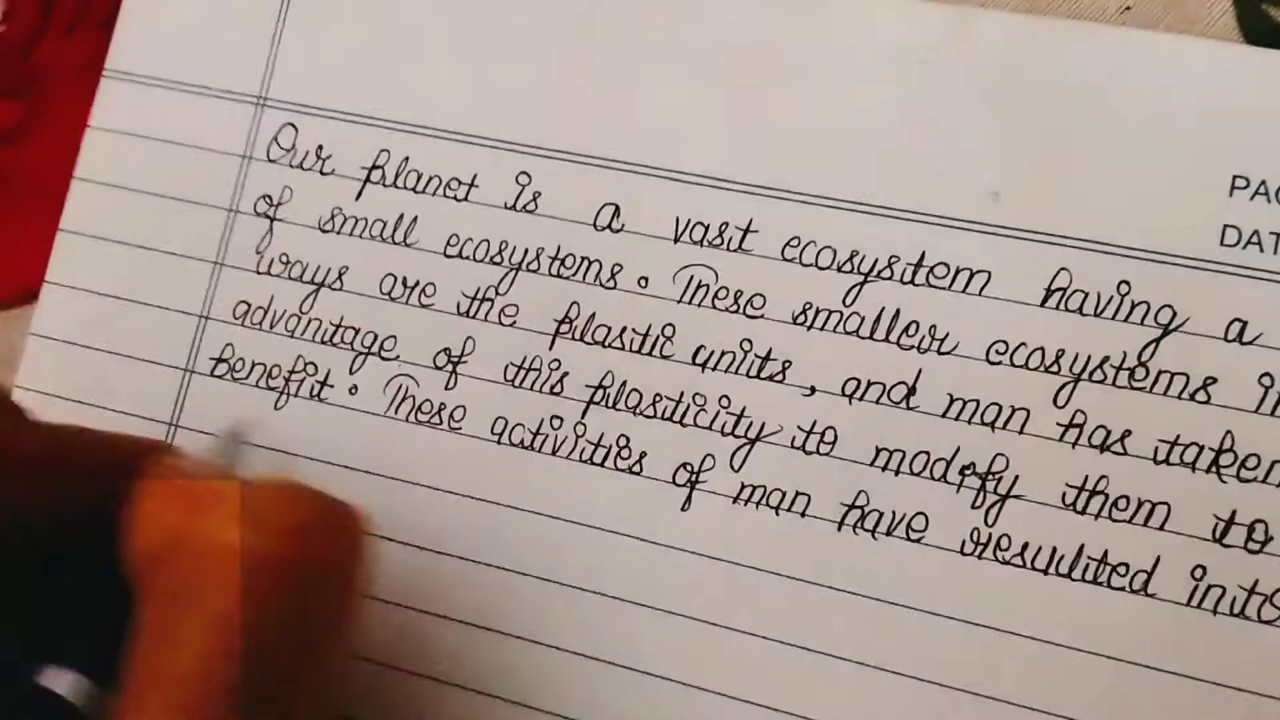 PA
DAT
Our planet is a vast ecosystem having a
of small ecosystems. These smaller ecosystems in
ways are the plastic units, and man has taken
advantage of this plasticity to modify them to
benefit. These activities of man have resulted into